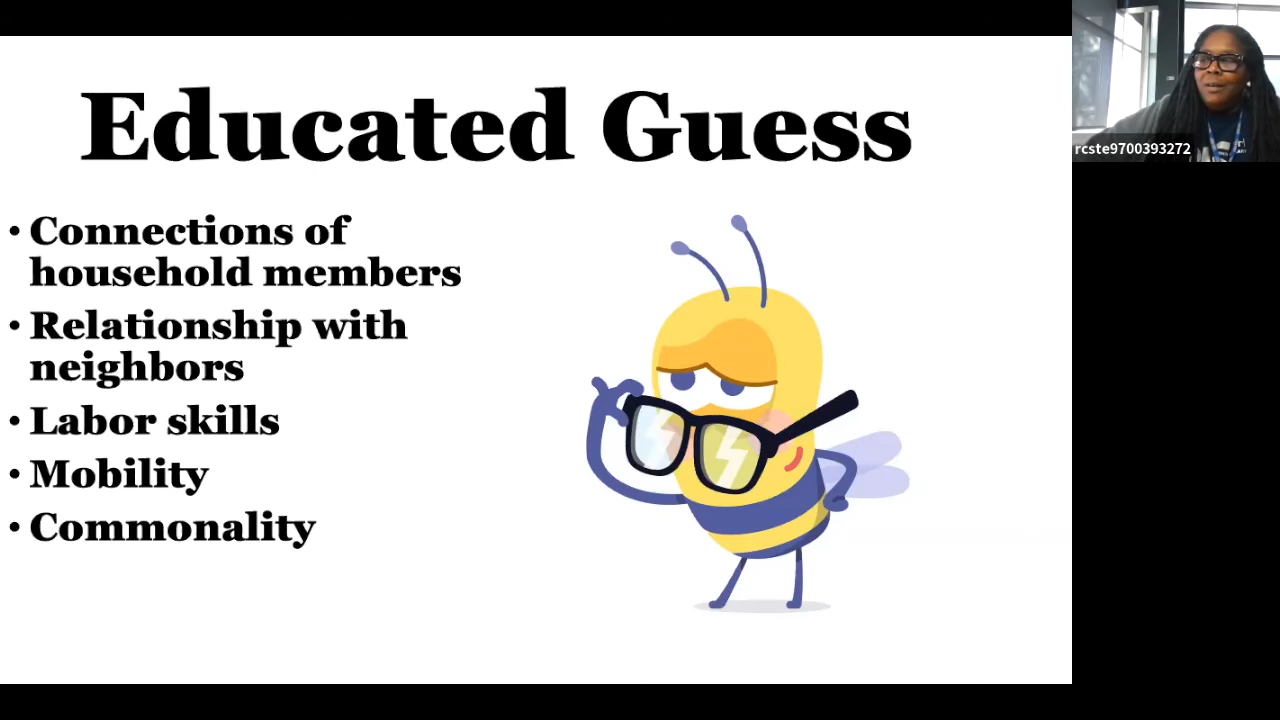 Educated Guess
• Connections of
household members
• Relationship with
neighbors
• Labor skills
• Mobility
• Commonality
rcste9700393272